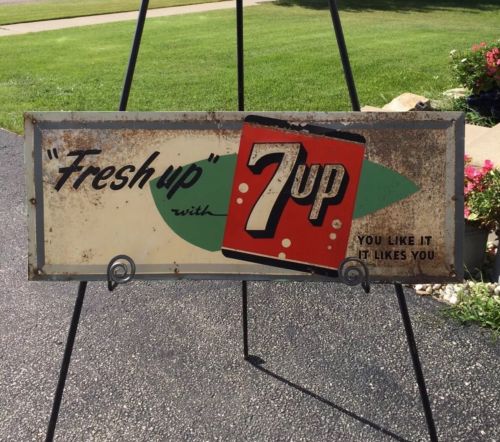 "Fresh up"
with
7up
YOU LIKE IT
IT LIKES YOU